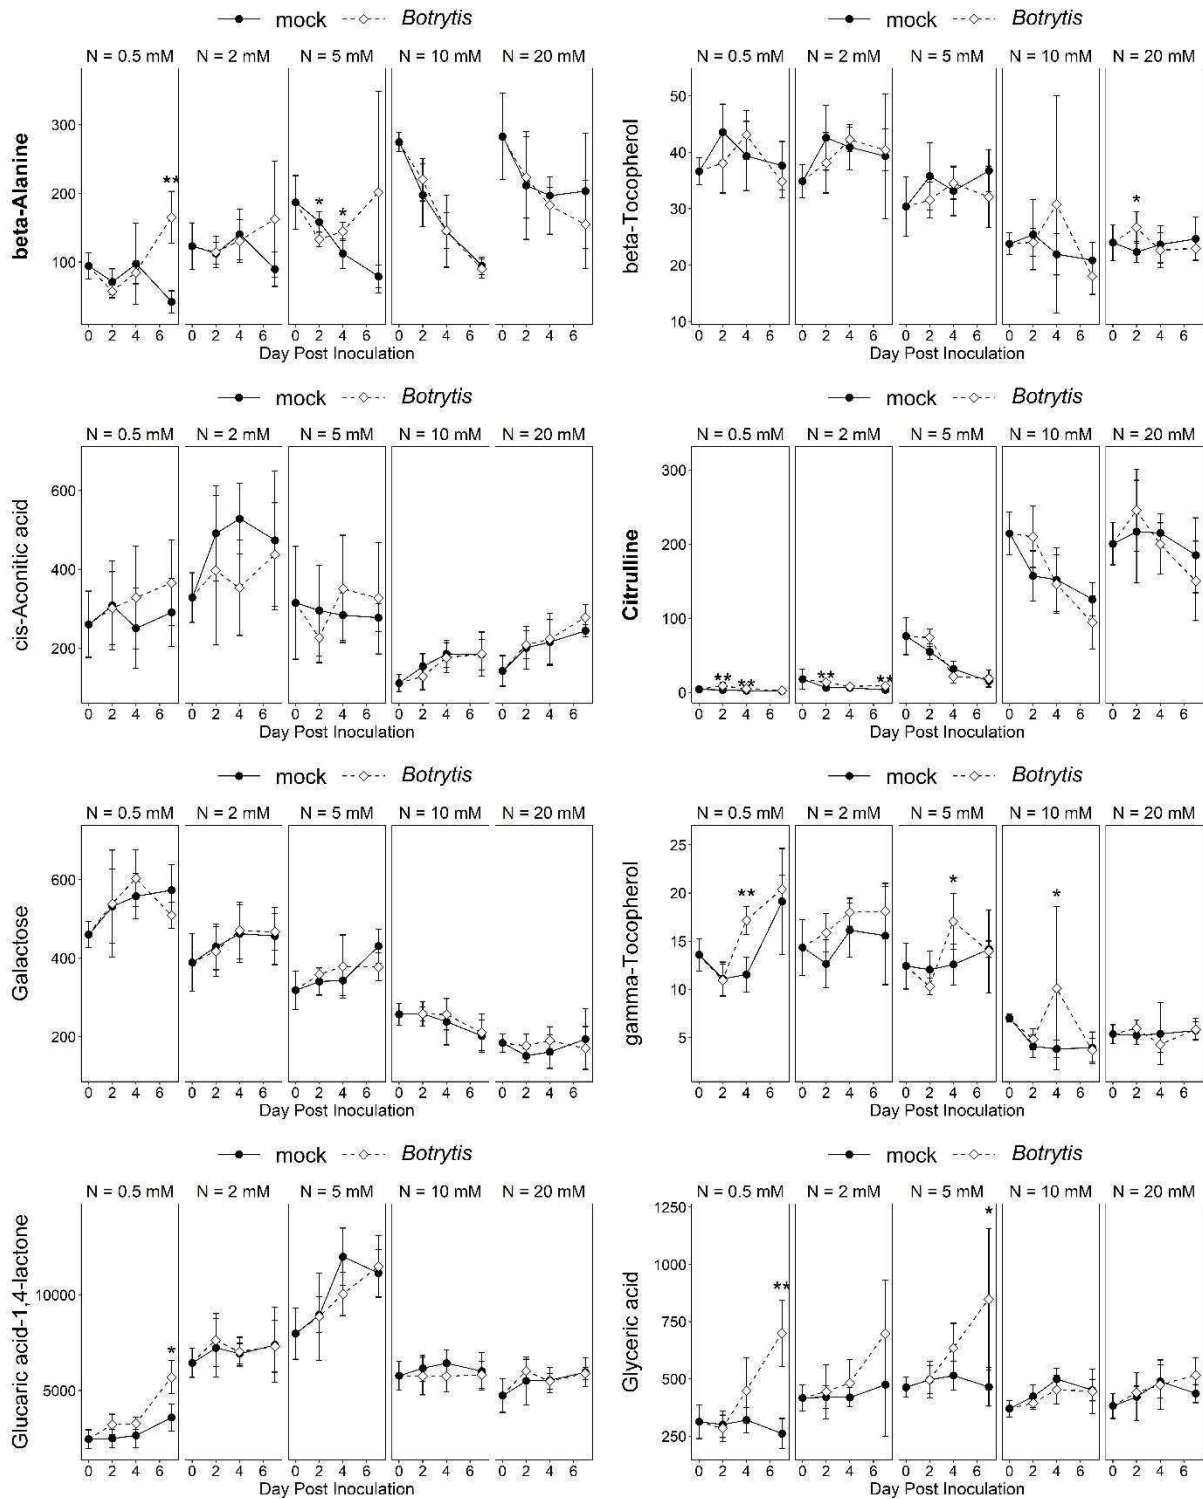 mock Botrytis
N = 0.5 mM N = 2 mM N = 5 mM N = 10 mM N = 20 mM
beta-Alanine
300
200
100
** * *
0 2 4 6 0 2 4 6 0 2 4 6 0 2 4 6 0 2 4 6
Day Post Inoculation
mock Botrytis
N = 0.5 mM N = 2 mM N = 5 mM N = 10 mM N = 20 mM
beta-Tocopherol
50
40
30
20
10
*
0 2 4 6 0 2 4 6 0 2 4 6 0 2 4 6 0 2 4 6
Day Post Inoculation
mock Botrytis
N = 0.5 mM N = 2 mM N = 5 mM N = 10 mM N = 20 mM
cis-Aconitic acid
600
400
200
0 2 4 6 0 2 4 6 0 2 4 6 0 2 4 6 0 2 4 6
Day Post Inoculation
mock Botrytis
N = 0.5 mM N = 2 mM N = 5 mM N = 10 mM N = 20 mM
Citrulline
300
200
100
0
** ** ** **
0 2 4 6 0 2 4 6 0 2 4 6 0 2 4 6 0 2 4 6
Day Post Inoculation
mock Botrytis
N = 0.5 mM N = 2 mM N = 5 mM N = 10 mM N = 20 mM
Galactose
600
400
200
0 2 4 6 0 2 4 6 0 2 4 6 0 2 4 6 0 2 4 6
Day Post Inoculation
mock Botrytis
N = 0.5 mM N = 2 mM N = 5 mM N = 10 mM N = 20 mM
gamma-Tocopherol
25
20
15
10
5
** * *
0 2 4 6 0 2 4 6 0 2 4 6 0 2 4 6 0 2 4 6
Day Post Inoculation
mock Botrytis
N = 0.5 mM N = 2 mM N = 5 mM N = 10 mM N = 20 mM
Glucaric acid-1,4-lactone
10000
5000
*
0 2 4 6 0 2 4 6 0 2 4 6 0 2 4 6 0 2 4 6
Day Post Inoculation
mock Botrytis
N = 0.5 mM N = 2 mM N = 5 mM N = 10 mM N = 20 mM
Glyceric acid
1250
1000
750
500
250
** *
0 2 4 6 0 2 4 6 0 2 4 6 0 2 4 6 0 2 4 6
Day Post Inoculation